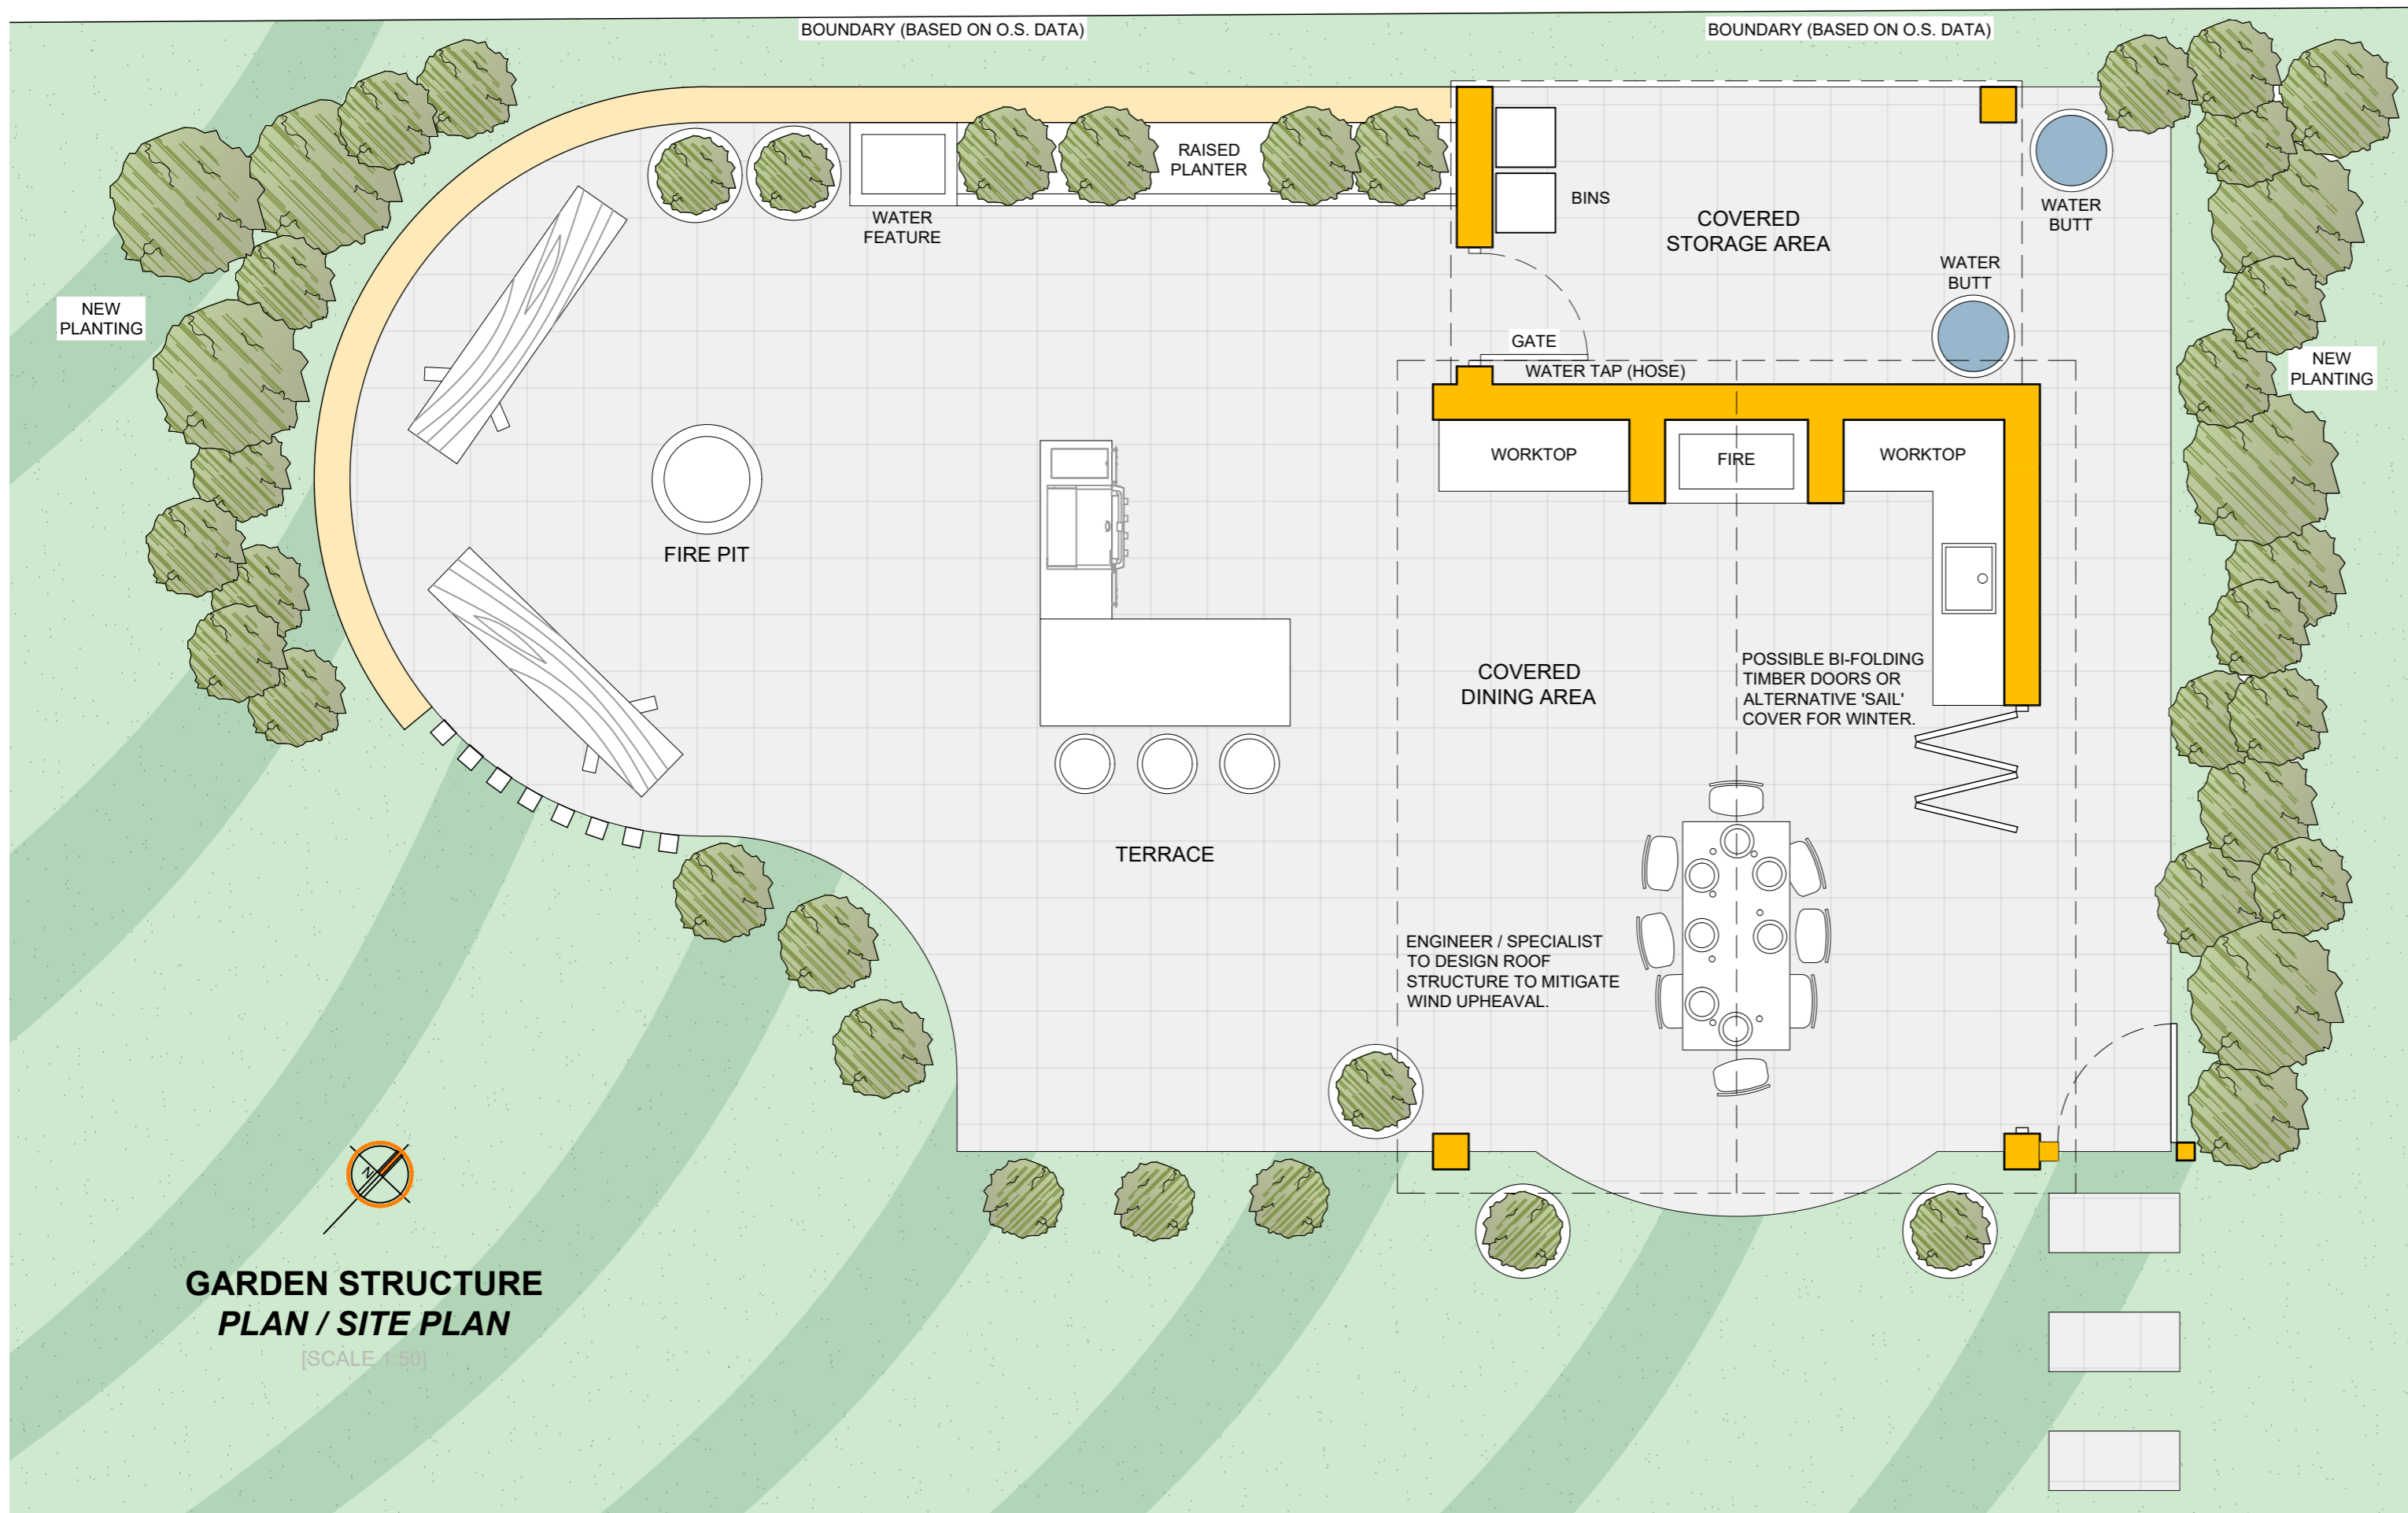 BOUNDARY (BASED ON O.S. DATA)
BOUNDARY (BASED ON O.S. DATA)
RAISED
PLANTER
WATER
FEATURE
BINS
COVERED
STORAGE AREA
WATER
BUTT
WATER
BUTT
NEW
PLANTING
GATE
WATER TAP (HOSE)
NEW
PLANTING
WORKTOP
FIRE
WORKTOP
FIRE PIT
COVERED
DINING AREA
POSSIBLE BI-FOLDING
TIMBER DOORS OR
ALTERNATIVE 'SAIL'
COVER FOR WINTER.
TERRACE
ENGINEER / SPECIALIST
TO DESIGN ROOF
STRUCTURE TO MITIGATE
WIND UPHEAVAL.
N
GARDEN STRUCTURE
PLAN / SITE PLAN
[SCALE 1:50]